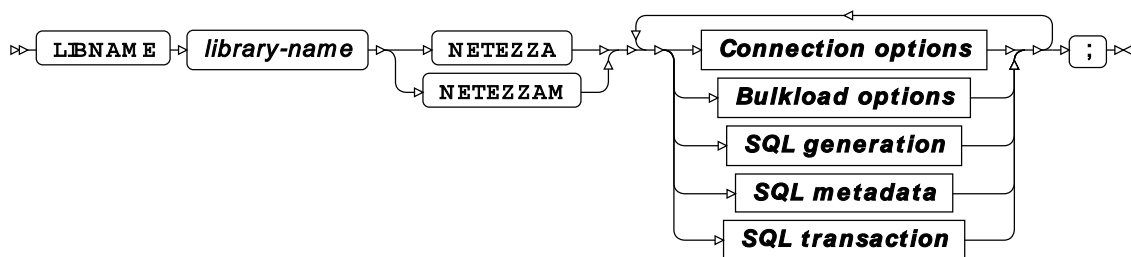 LIBNAME library-name NETEZZA Connection options ;
NETEZZAM Bulkload options
SQL generation
SQL metadata
SQL transaction